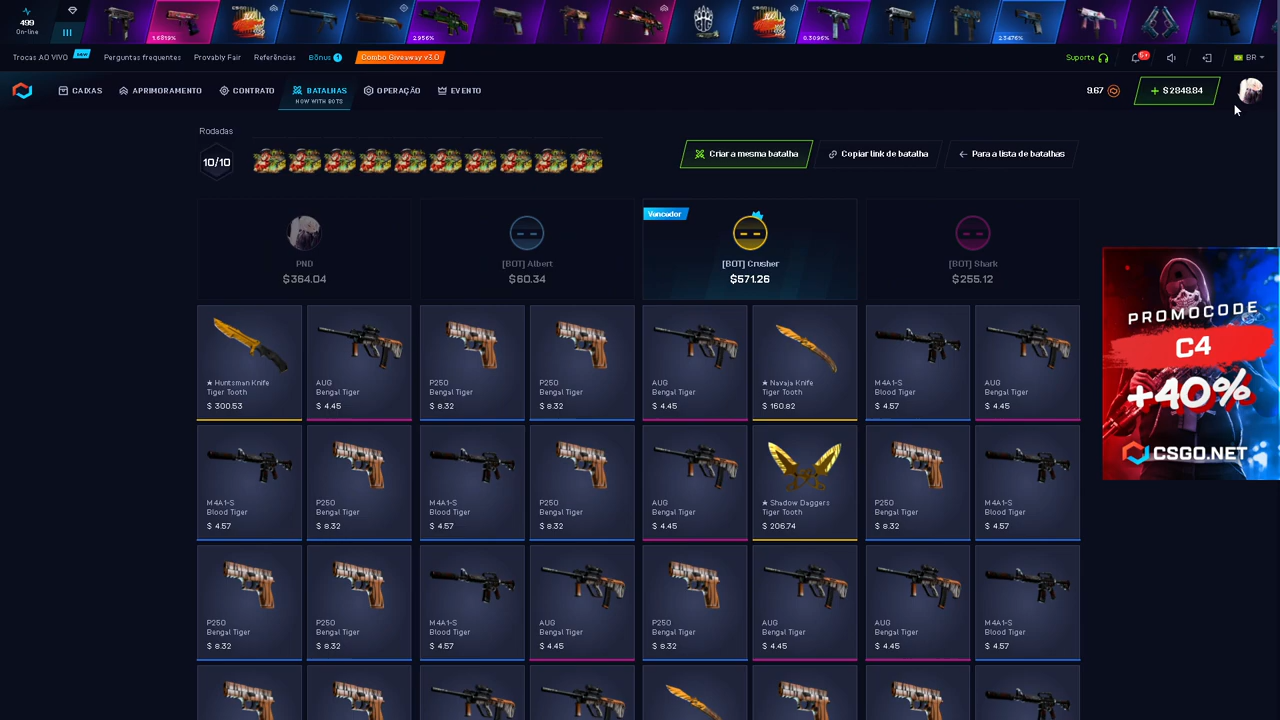 499
On-line
1.6819%
2.956%
0.3096%
2.3476%
Trocas AO VIVO NEW
Perguntas frequentes
Provably Fair
Referências
Bônus 1
Combo Giveaway v3.0
Suporte
5+
BR
CAIXAS
APRIMORAMENTO
CONTRATO
BATALHAS
NOW WITH BOTS
OPERAÇÃO
EVENTO
9.67
+ $ 2848.84
Rodadas
10/10
Criar a mesma batalha
Copiar link de batalha
Para a lista de batalhas
PND
$364.04
[BOT] Albert
$60.34
Vencedor
[BOT] Crusher
$571.26
[BOT] Shark
$255.12
PROMOCODE
C4
+40%
CSGO.NET
★ Huntsman Knife
Tiger Tooth
$ 300.53
AUG
Bengal Tiger
$ 4.45
P250
Bengal Tiger
$ 8.32
P250
Bengal Tiger
$ 8.32
AUG
Bengal Tiger
$ 4.45
★ Navaja Knife
Tiger Tooth
$ 160.82
M4A1-S
Blood Tiger
$ 4.57
AUG
Bengal Tiger
$ 4.45
M4A1-S
Blood Tiger
$ 4.57
P250
Bengal Tiger
$ 8.32
M4A1-S
Blood Tiger
$ 4.57
P250
Bengal Tiger
$ 8.32
AUG
Bengal Tiger
$ 4.45
★ Shadow Daggers
Tiger Tooth
$ 206.74
P250
Bengal Tiger
$ 8.32
M4A1-S
Blood Tiger
$ 4.57
P250
Bengal Tiger
$ 8.32
P250
Bengal Tiger
$ 8.32
M4A1-S
Blood Tiger
$ 4.57
AUG
Bengal Tiger
$ 4.45
P250
Bengal Tiger
$ 8.32
AUG
Bengal Tiger
$ 4.45
AUG
Bengal Tiger
$ 4.45
M4A1-S
Blood Tiger
$ 4.57